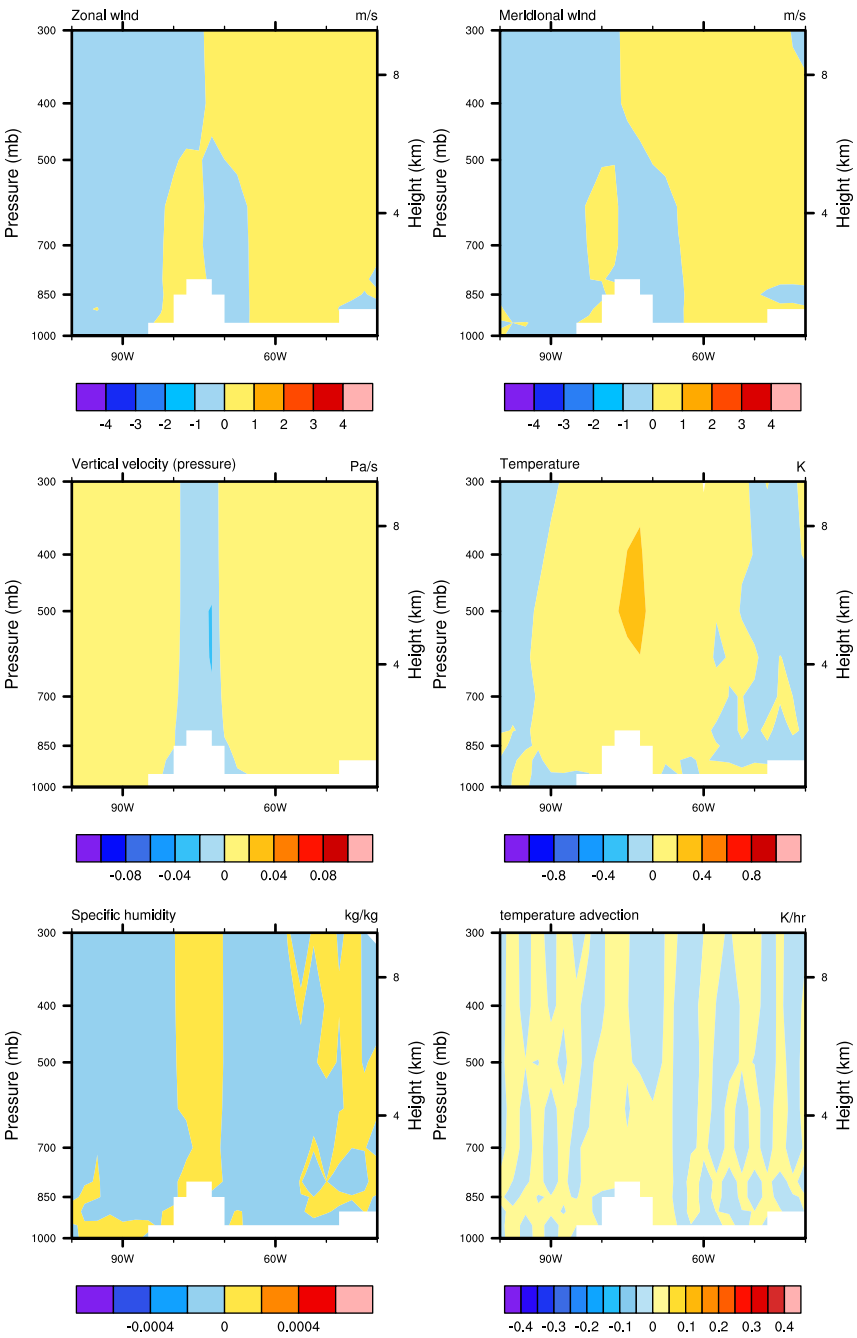 Zonal wind m/s
Meridional wind m/s
300
400
500
700
850
1000
Pressure (mb)
8
4
Height (km)
90W 60W
300
400
500
700
850
1000
Pressure (mb)
8
4
Height (km)
90W 60W
-4 -3 -2 -1 0 1 2 3 4
-4 -3 -2 -1 0 1 2 3 4
Vertical velocity (pressure) Pa/s
Temperature K
300
400
500
700
850
1000
Pressure (mb)
8
4
Height (km)
90W 60W
300
400
500
700
850
1000
Pressure (mb)
8
4
Height (km)
90W 60W
-0.08 -0.04 0 0.04 0.08
-0.8 -0.4 0 0.4 0.8
Specific humidity kg/kg
temperature advection K/hr
300
400
500
700
850
1000
Pressure (mb)
8
4
Height (km)
90W 60W
300
400
500
700
850
1000
Pressure (mb)
8
4
Height (km)
90W 60W
-0.0004 0 0.0004
-0.4 -0.3 -0.2 -0.1 0 0.1 0.2 0.3 0.4